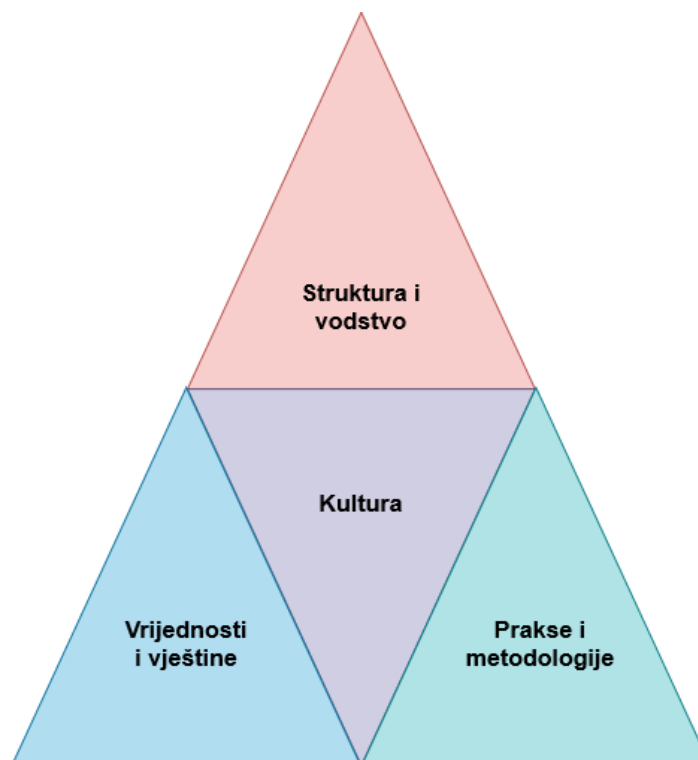 Struktura i
vodstvo
Kultura
Vrijednosti
i vještine
Prakse i
metodologije